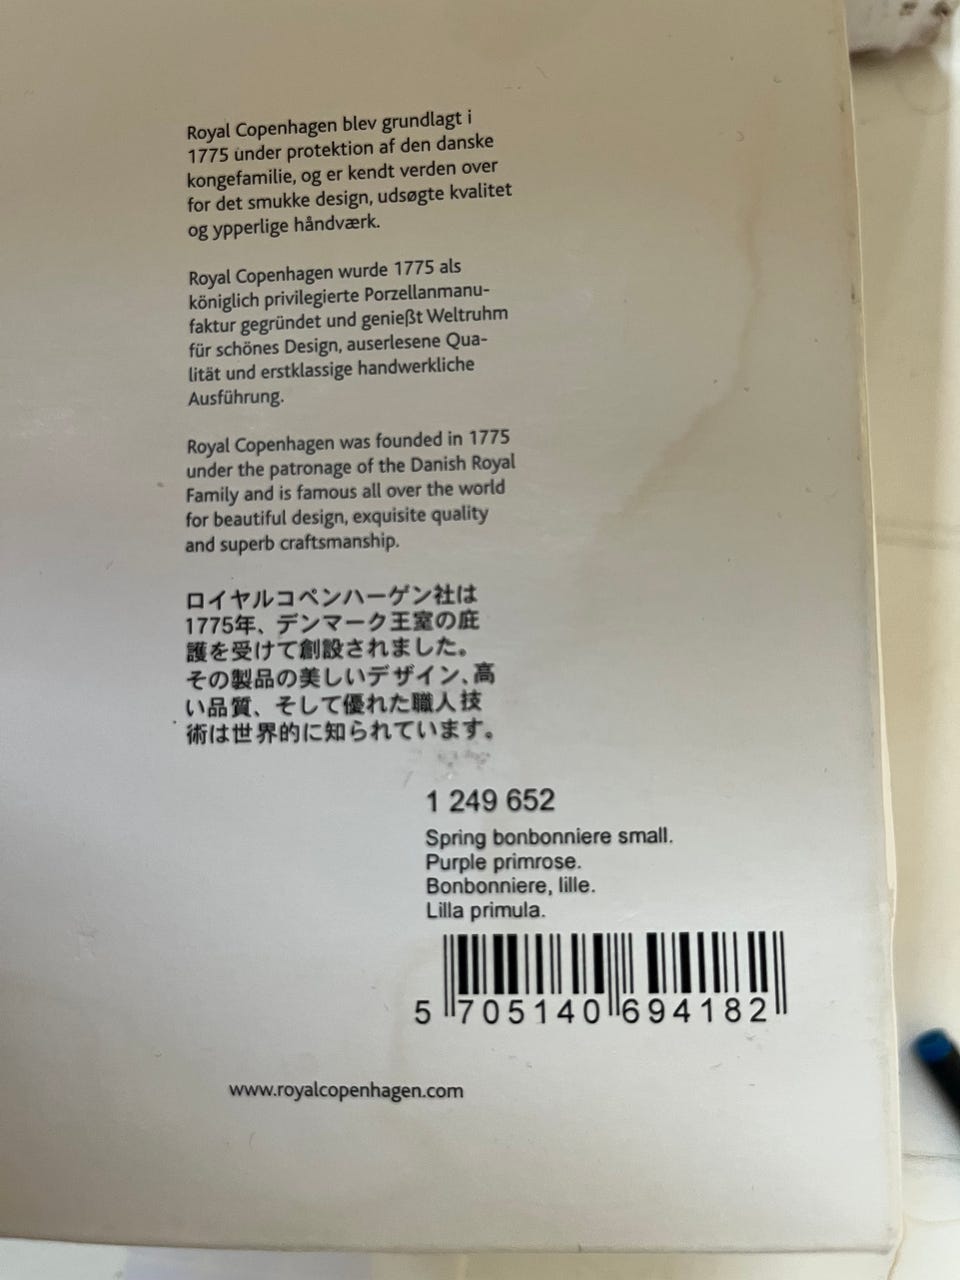 Royal Copenhagen blev grundlagt i
1775 under protektion af den danske
kongefamilie, og er kendt verden over
for det smukke design, udsøgte kvalitet
og ypperlige håndværk.
Royal Copenhagen wurde 1775 als
königlich privilegierte Porzellanmanu-
faktur gegründet und genießt Weltruhm
für schönes Design, auserlesene Qua-
lität und erstklassige handwerkliche
Ausführung.
Royal Copenhagen was founded in 1775
under the patronage of the Danish Royal
Family and is famous all over the world
for beautiful design, exquisite quality
and superb craftsmanship.
ロイヤルコペンハーゲン社は
1775年、デンマーク王室の庇
護を受けて創設されました。
その製品の美しいデザイン、高
い品質、そして優れた職人技
術は世界的に知られています。
1 249 652
Spring bonbonniere small.
Purple primrose.
Bonbonniere, lille.
Lilla primula.
5 705140 694182
www.royalcopenhagen.com